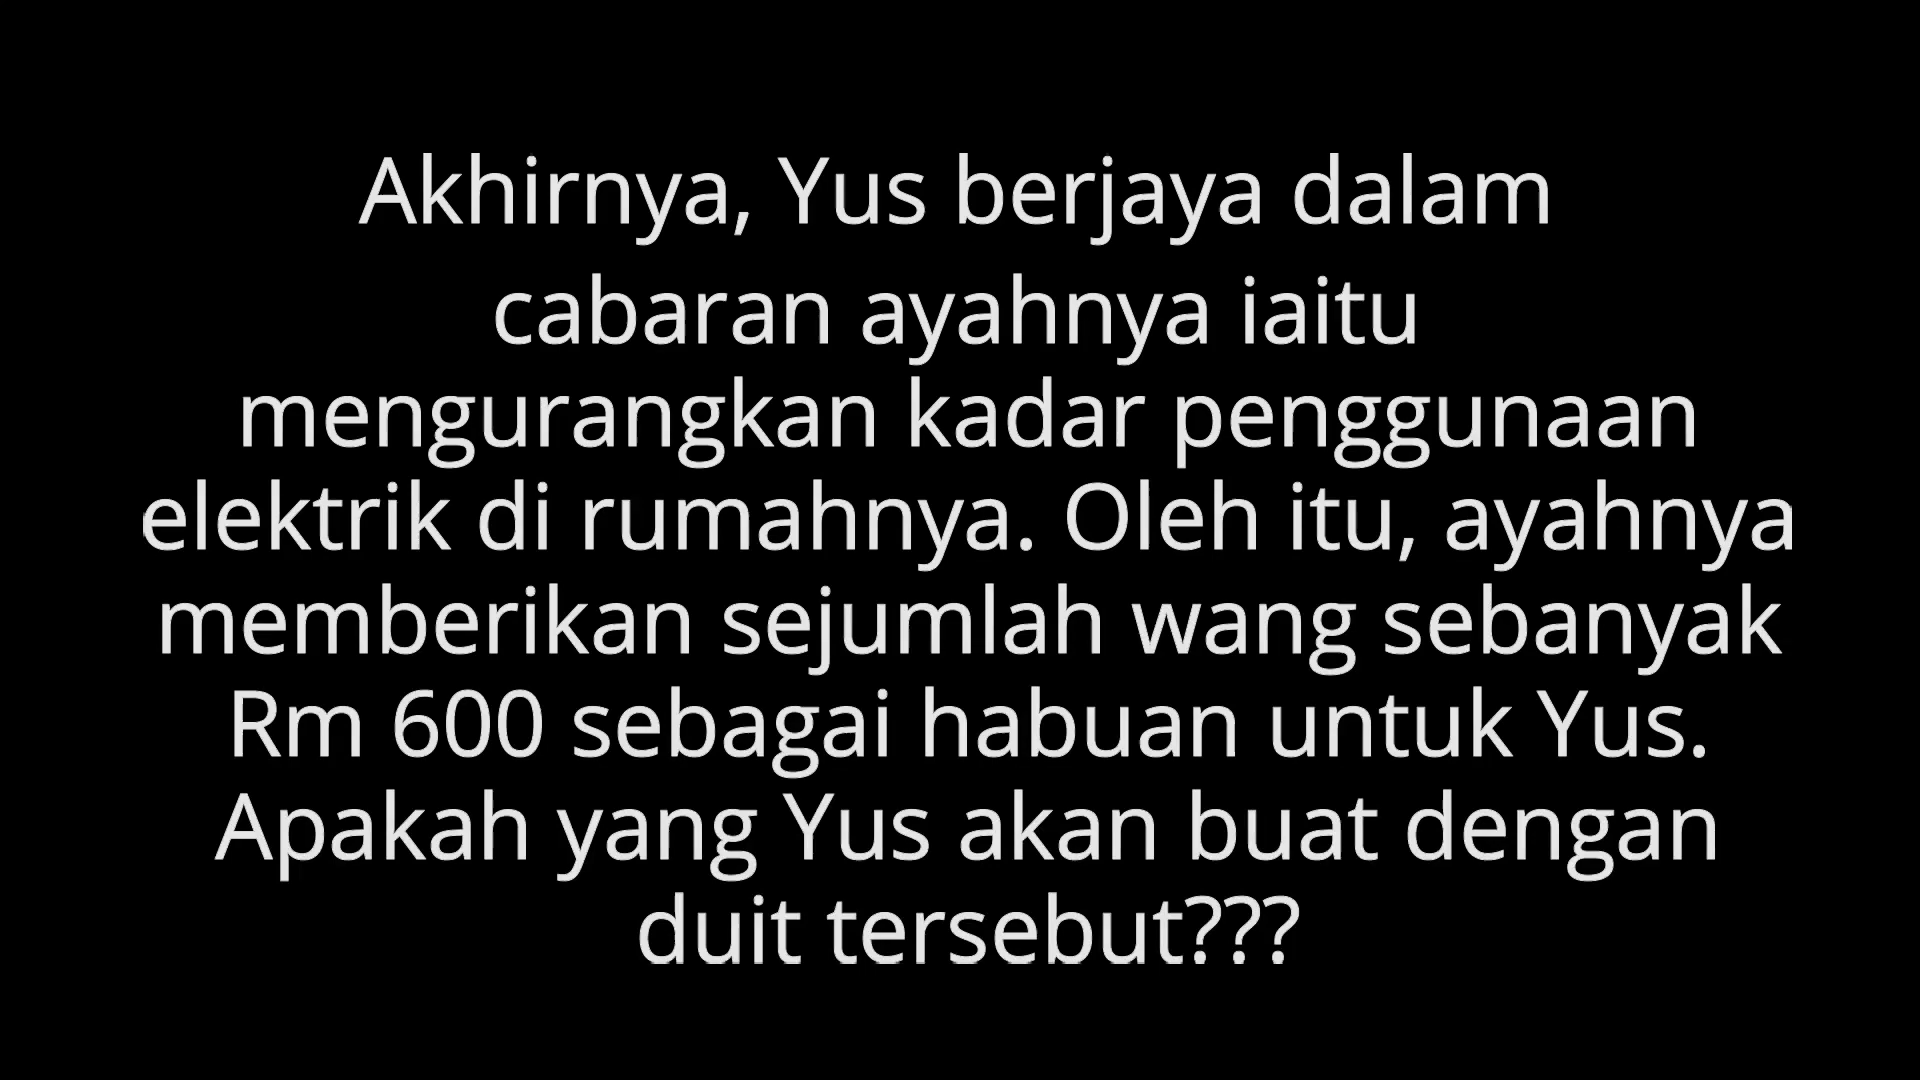 Akhirnya, Yus berjaya dalam
cabaran ayahnya iaitu
mengurangkan kadar penggunaan
elektrik di rumahnya. Oleh itu, ayahnya
memberikan sejumlah wang sebanyak
Rm 600 sebagai habuan untuk Yus.
Apakah yang Yus akan buat dengan
duit tersebut???